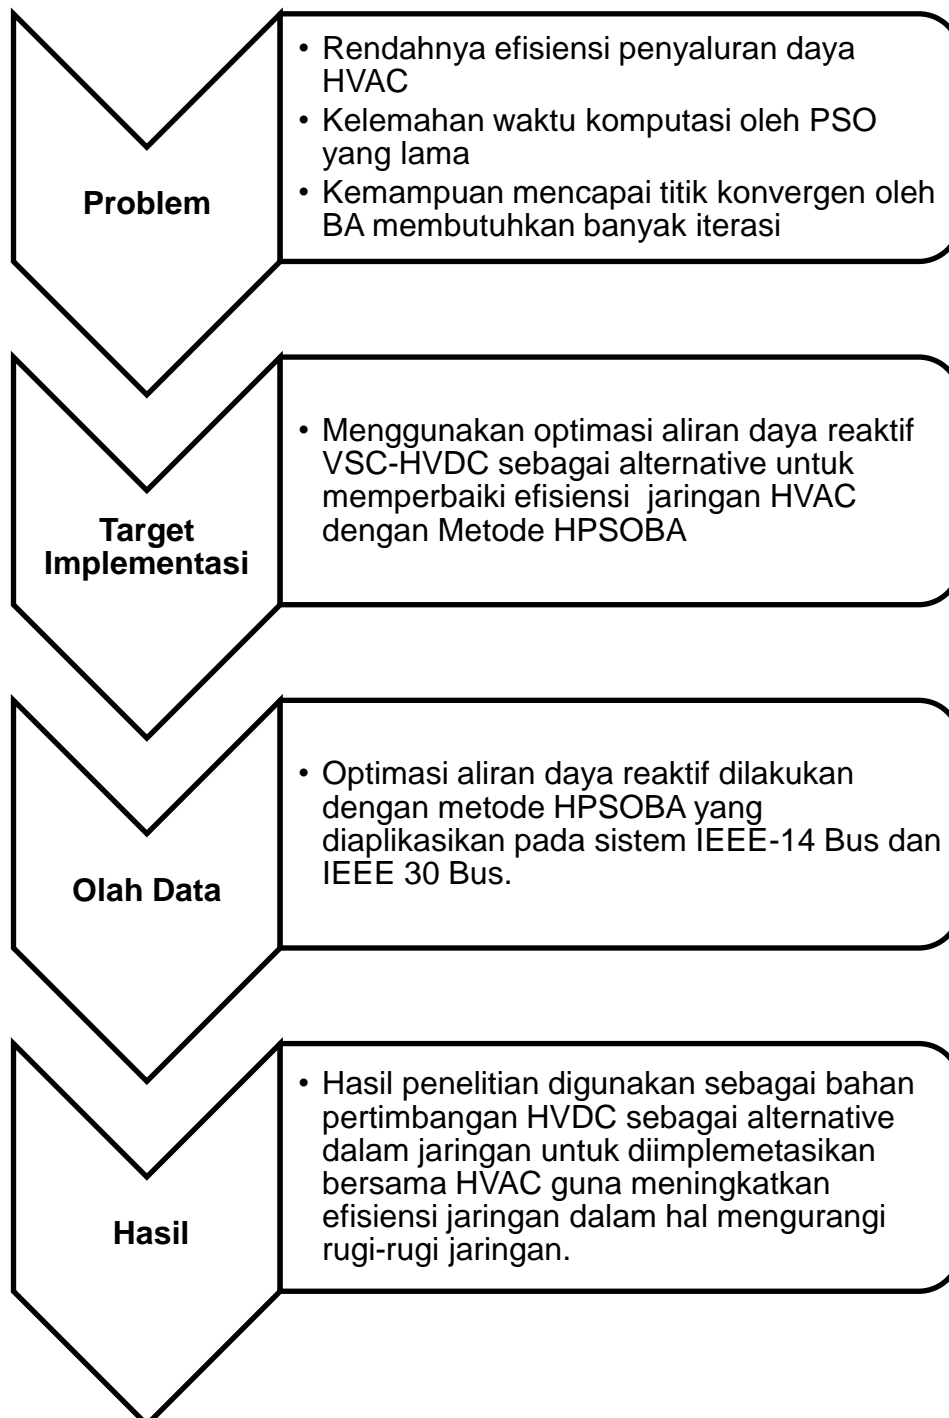 Problem
• Rendahnya efisiensi penyaluran daya
HVAC
• Kelemahan waktu komputasi oleh PSO
yang lama
• Kemampuan mencapai titik konvergen oleh
BA membutuhkan banyak iterasi
Target
Implementasi
• Menggunakan optimasi aliran daya reaktif
VSC-HVDC sebagai alternative untuk
memperbaiki efisiensi  jaringan HVAC
dengan Metode HPSOBA
Olah Data
• Optimasi aliran daya reaktif dilakukan
dengan metode HPSOBA yang
diaplikasikan pada sistem IEEE-14 Bus dan
IEEE 30 Bus.
Hasil
• Hasil penelitian digunakan sebagai bahan
pertimbangan HVDC sebagai alternative
dalam jaringan untuk diimplemetasikan
bersama HVAC guna meningkatkan
efisiensi jaringan dalam hal mengurangi
rugi-rugi jaringan.